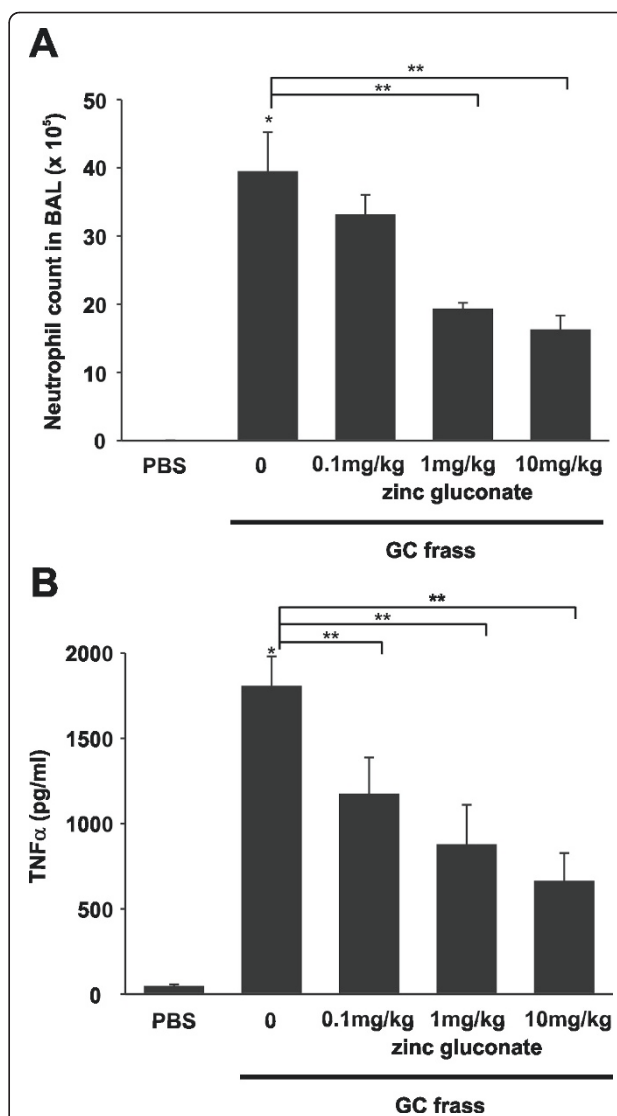 A
**
**
*
50
40
30
20
10
0
Neutrophil count in BAL (x 10⁵)
PBS 0 0.1mg/kg 1mg/kg 10mg/kg
zinc gluconate
GC frass
B
**
**
**
*
2000
1500
1000
500
0
TNFα (pg/ml)
PBS 0 0.1mg/kg 1mg/kg 10mg/kg
zinc gluconate
GC frass